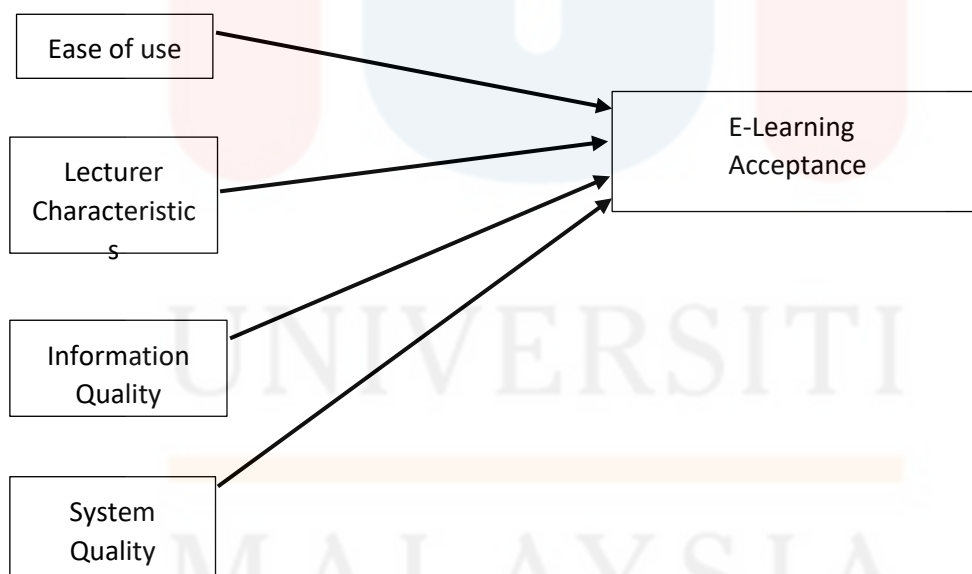 Ease of use
E-Learning
Acceptance
Lecturer
Characteristic
s
Information
Quality
System
Quality
UNIVERSITI
MALAYSIA